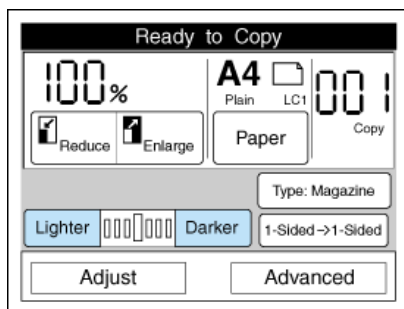 Ready to Copy
100%
A4
Plain LC1
001
Copy
Reduce
Enlarge
Paper
Type: Magazine
Lighter
Darker
1-Sided->1-Sided
Adjust
Advanced